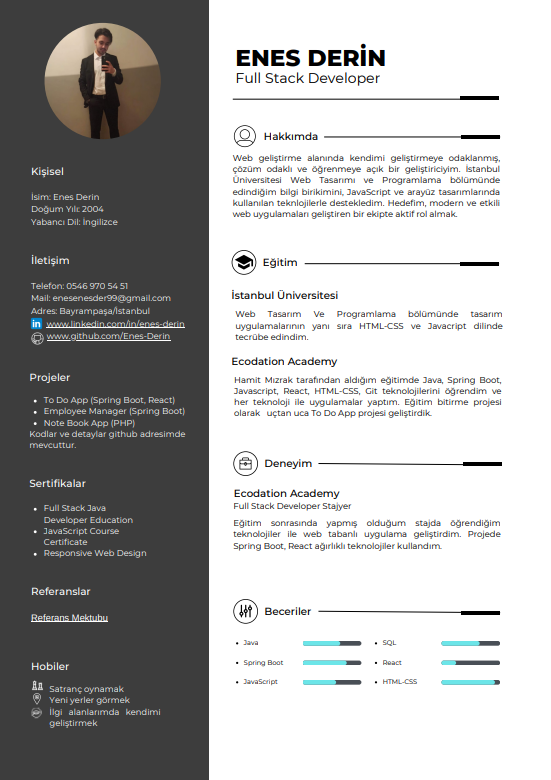 Kişisel
İsim: Enes Derin
Doğum Yılı: 2004
Yabancı Dil: İngilizce
İletişim
Telefon: 0546 970 54 51
Mail: enesenesder99@gmail.com
Adres: Bayrampaşa/İstanbul
in www.linkedin.com/in/enes-derin
www.github.com/Enes-Derin
Projeler
• To Do App (Spring Boot, React)
• Employee Manager (Spring Boot)
• Note Book App (PHP)
Kodlar ve detaylar github adresimde
mevcuttur.
Sertifikalar
• Full Stack Java
Developer Education
• JavaScript Course
Certificate
• Responsive Web Design
Referanslar
Referans Mektubu
Hobiler
Satranç oynamak
Yeni yerler görmek
İlgi alanlarımda kendimi
geliştirmek
ENES DERİN
Full Stack Developer
Hakkımda
Web geliştirme alanında kendimi geliştirmeye odaklanmış,
çözüm odaklı ve öğrenmeye açık bir geliştiriciyim. İstanbul
Üniversitesi Web Tasarımı ve Programlama bölümünde
edindiğim bilgi birikimini, JavaScript ve arayüz tasarımlarında
kullanılan teknlojilerle destekledim. Hedefim, modern ve etkili
web uygulamaları geliştiren bir ekipte aktif rol almak.
Eğitim
İstanbul Üniversitesi
Web Tasarım Ve Programlama bölümünde tasarım
uygulamalarının yanı sıra HTML-CSS ve Javacript dilinde
tecrübe edindim.
Ecodation Academy
Hamit Mızrak tarafından aldığım eğitimde Java, Spring Boot,
Javascript, React, HTML-CSS, Git teknolojilerini öğrendim ve
her teknoloji ile uygulamalar yaptım. Eğitim bitirme projesi
olarak uçtan uca To Do App projesi geliştirdik.
Deneyim
Ecodation Academy
Full Stack Developer Stajyer
Eğitim sonrasında yapmış olduğum stajda öğrendiğim
teknolojiler ile web tabanlı uygulama geliştirdim. Projede
Spring Boot, React ağırlıklı teknolojiler kullandım.
Beceriler
• Java • SQL
• Spring Boot • React
• JavaScript • HTML-CSS